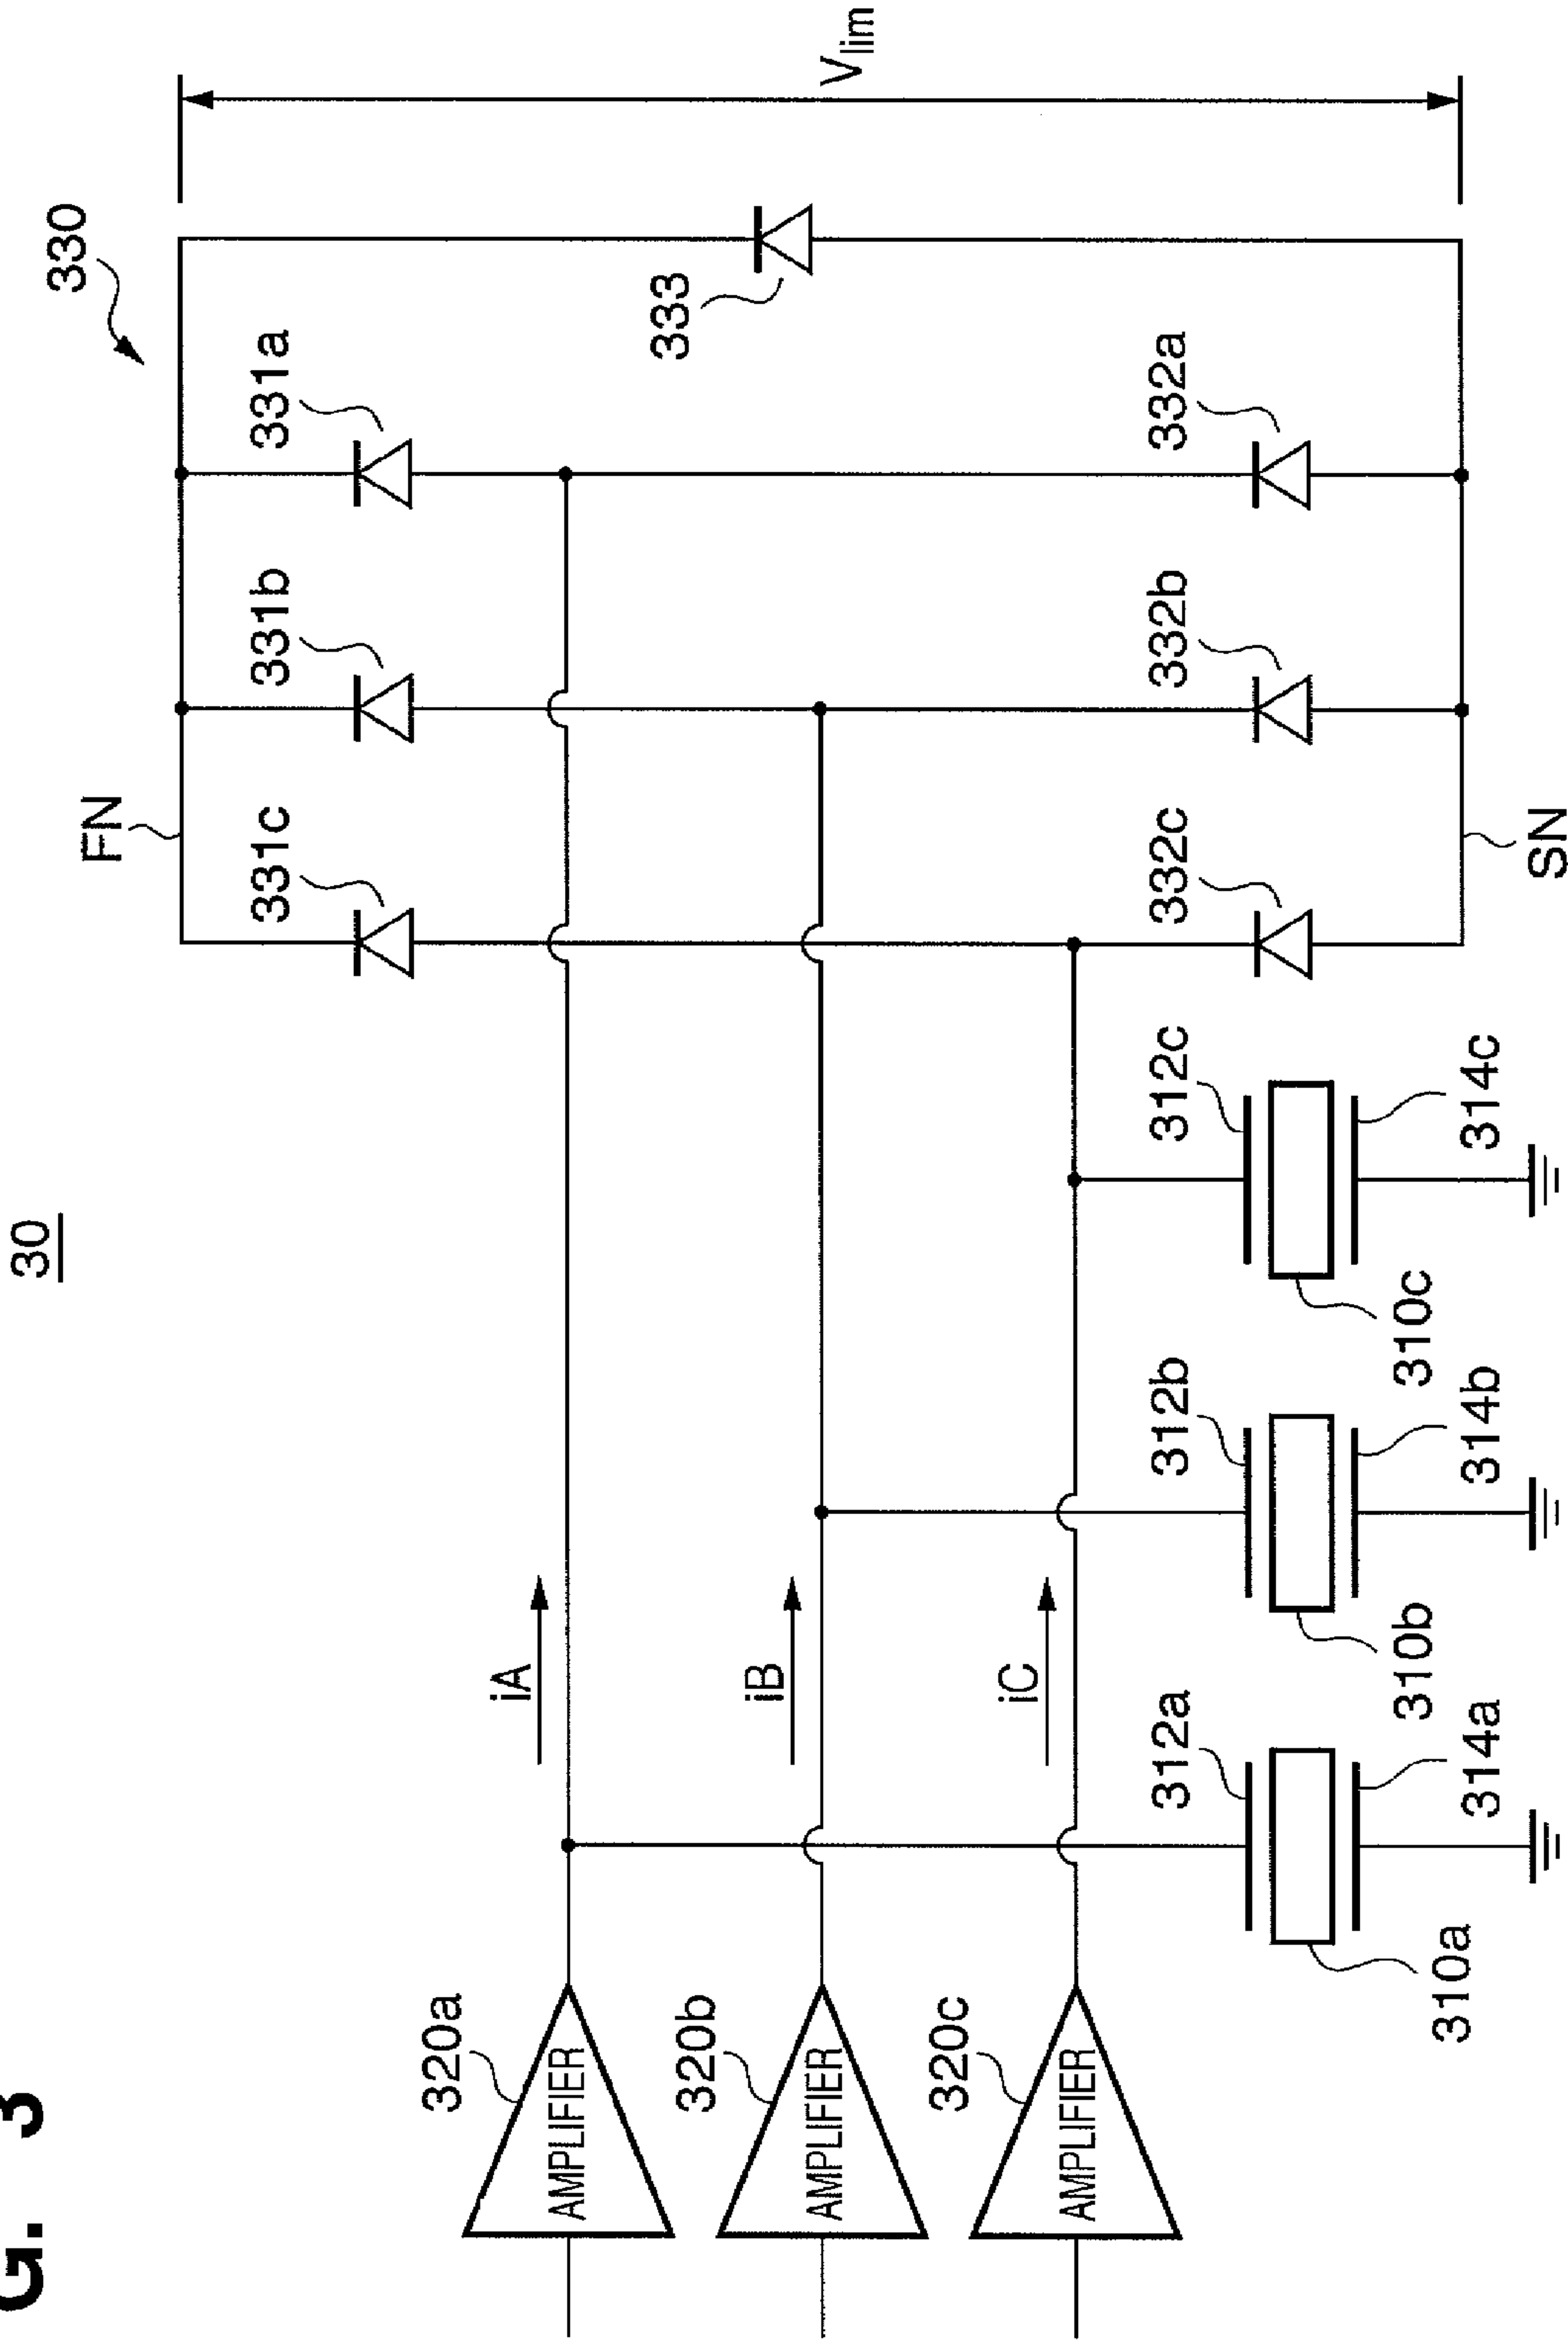 G. 3
30
330
FN
331c
331b
331a
333
Vlim
332c
332b
332a
SN
iA
iB
iC
320a
AMPLIFIER
320b
AMPLIFIER
320c
AMPLIFIER
312a
312b
312c
310a
314a
310b
314b
310c
314c